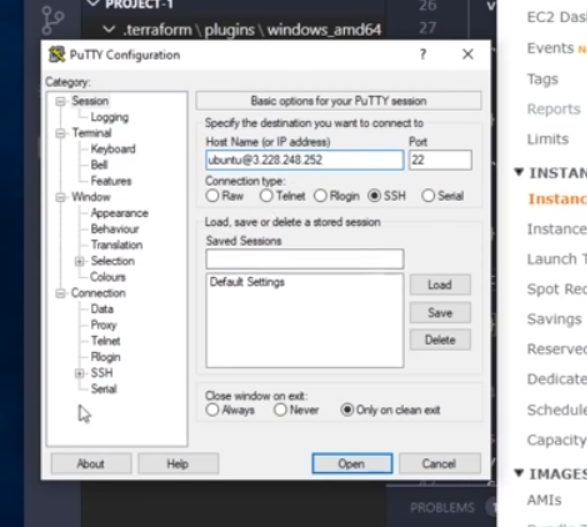 PROJECT-1
.terraform \ plugins \ windows_amd64
26
27
PuTTY Configuration
?
Category:
Session
Logging
Terminal
Keyboard
Bell
Features
Window
Appearance
Behaviour
Translation
Selection
Colours
Connection
Data
Proxy
Telnet
Rlogin
SSH
Serial
Basic options for your PuTTY session
Specify the destination you want to connect to
Host Name (or IP address)
Port
ubuntu@3.228.248.252
22
Connection type:
Raw
Telnet
Rlogin
SSH
Serial
Load, save or delete a stored session
Saved Sessions
Default Settings
Load
Save
Delete
Close window on exit:
Always
Never
Only on clean exit
About
Help
Open
Cancel
PROBLEMS
EC2 Das
Events
Tags
Reports
Limits
INSTAN
Instanc
Instance
Launch T
Spot Req
Savings
Reserved
Dedicate
Schedule
Capacity
IMAGES
AMIs